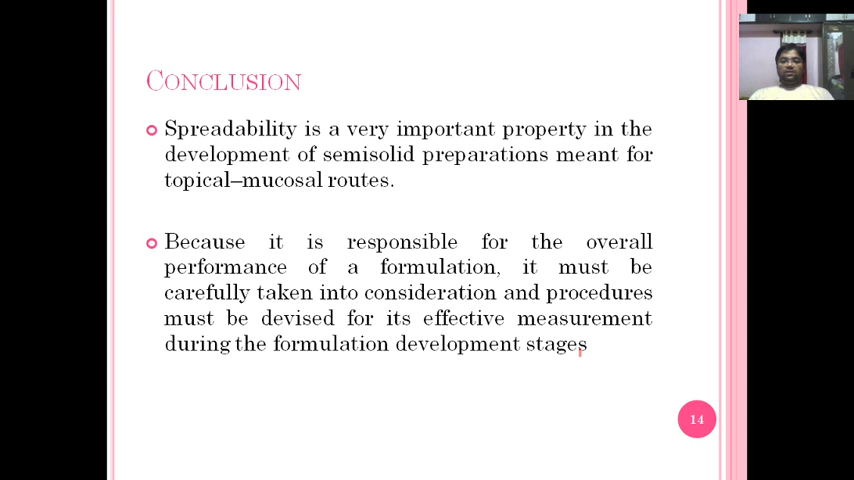 CONCLUSION
Spreadability is a very important property in the
development of semisolid preparations meant for
topical–mucosal routes.
Because it is responsible for the overall
performance of a formulation, it must be
carefully taken into consideration and procedures
must be devised for its effective measurement
during the formulation development stages
14